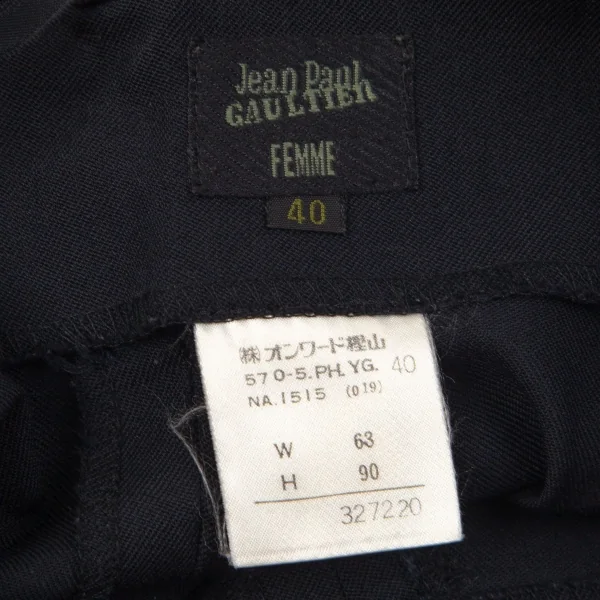 Jean Paul
GAULTIER
FEMME
40
㈱オンワード樫山
570-5.PH.YG. 40
NA.1515 (019)
W 63
H 90
327220